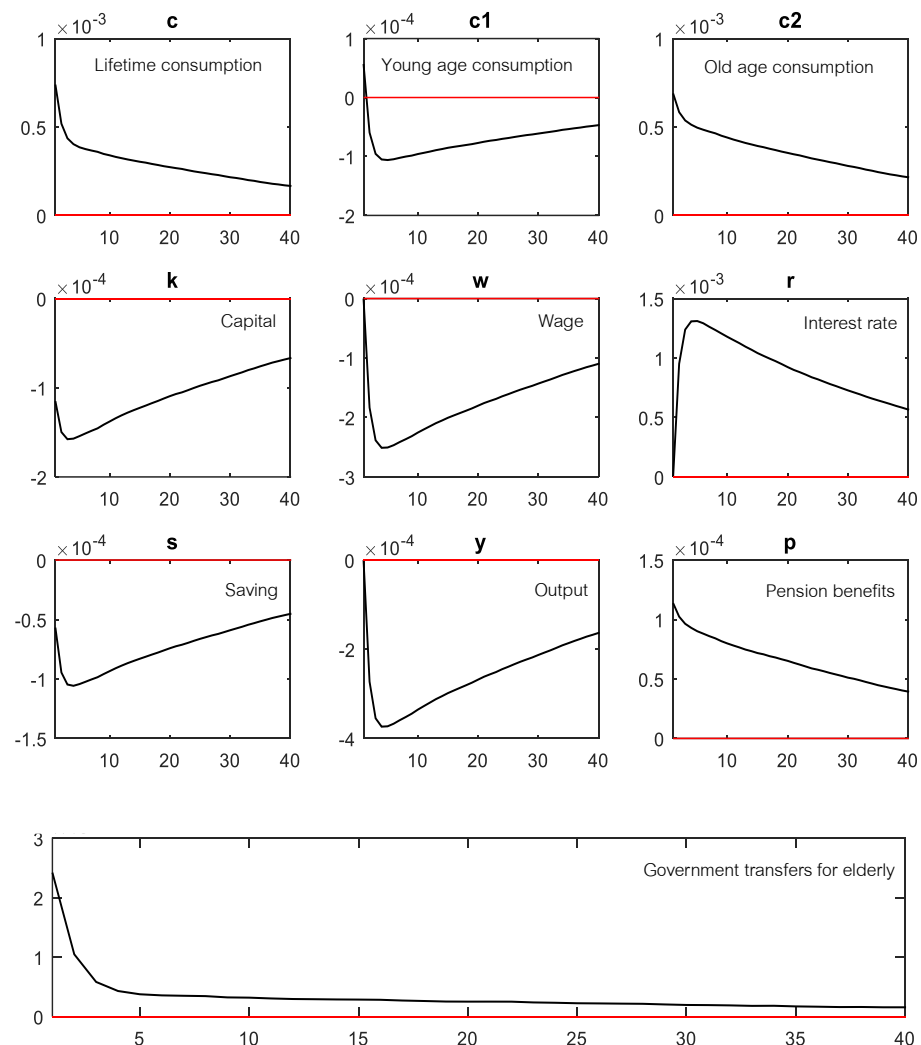 c
×10⁻³
Lifetime consumption
1
0.5
0
10 20 30 40
c1
×10⁻⁴
Young age consumption
1
0
-1
-2
10 20 30 40
c2
×10⁻³
Old age consumption
1
0.5
0
10 20 30 40
k
×10⁻⁴
Capital
0
-1
-2
10 20 30 40
w
×10⁻⁴
Wage
0
-1
-2
-3
10 20 30 40
r
×10⁻³
Interest rate
1.5
1
0.5
0
10 20 30 40
s
×10⁻⁴
Saving
0
-0.5
-1
-1.5
10 20 30 40
y
×10⁻⁴
Output
0
-2
-4
10 20 30 40
p
×10⁻⁴
Pension benefits
1.5
1
0.5
0
10 20 30 40
Government transfers for elderly
3
2
1
0
5 10 15 20 25 30 35 40